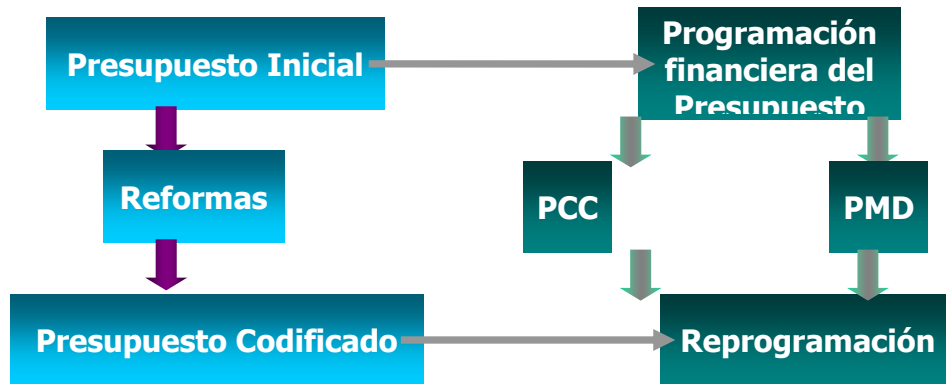 Presupuesto Inicial
Programación
financiera del
Presupuesto
Reformas
PCC
PMD
Presupuesto Codificado
Reprogramación